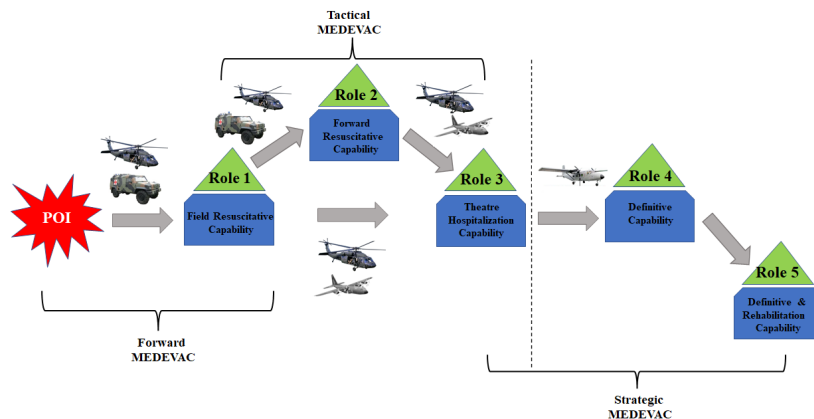 Tactical
MEDEVAC
Role 2
Forward
Resuscitative
Capability
POI
Role 1
Field Resuscitative
Capability
Role 3
Theatre
Hospitalization
Capability
Role 4
Definitive
Capability
Role 5
Definitive &
Rehabilitation
Capability
Forward
MEDEVAC
Strategic
MEDEVAC